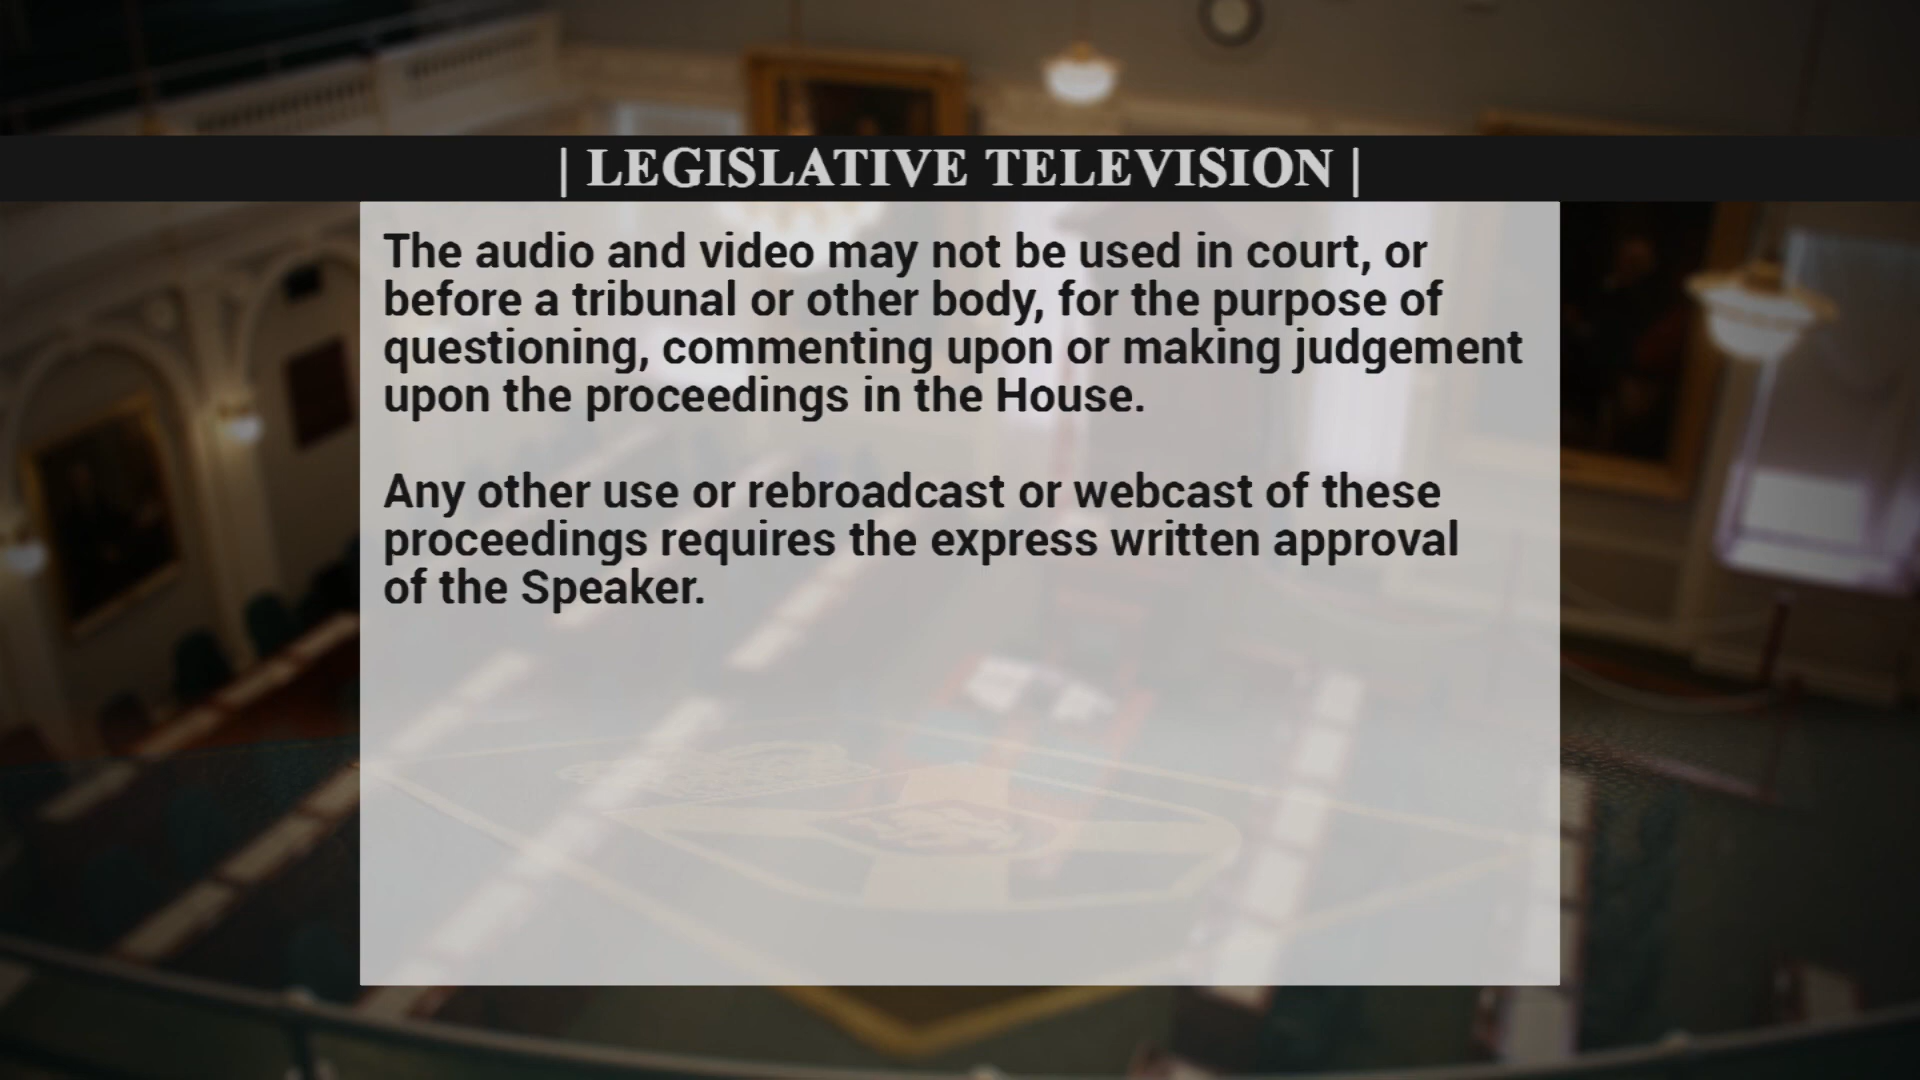 | LEGISLATIVE TELEVISION |
The audio and video may not be used in court, or
before a tribunal or other body, for the purpose of
questioning, commenting upon or making judgement
upon the proceedings in the House.
Any other use or rebroadcast or webcast of these
proceedings requires the express written approval
of the Speaker.